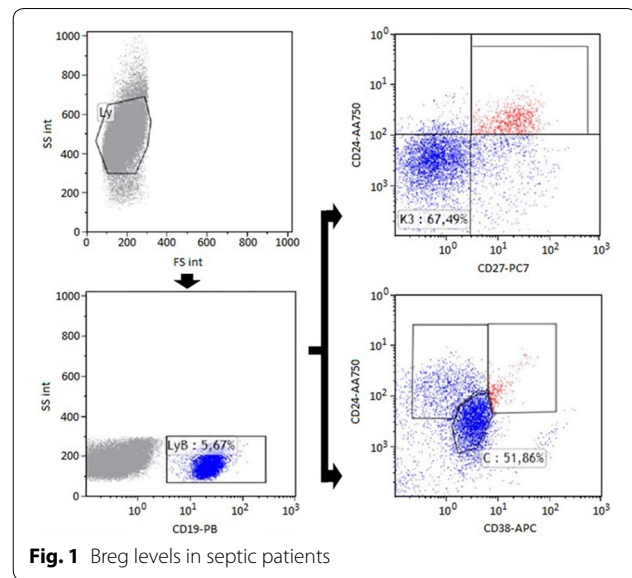 1000
800
600
400
200
0
SS int
Ly
0 200 400 600 800 1000
FS int
1000
800
600
400
200
0
SS int
LyB : 5,67%
10⁰ 10¹ 10² 10³
CD19-PB
10⁰
10¹
10²
10³
CD24-AA750
K3 : 67,49%
10⁰ 10¹ 10² 10³
CD27-PC7
10⁰
10¹
10²
10³
CD24-AA750
C : 51,86%
10⁰ 10¹ 10² 10³
CD38-APC
Fig. 1 Breg levels in septic patients